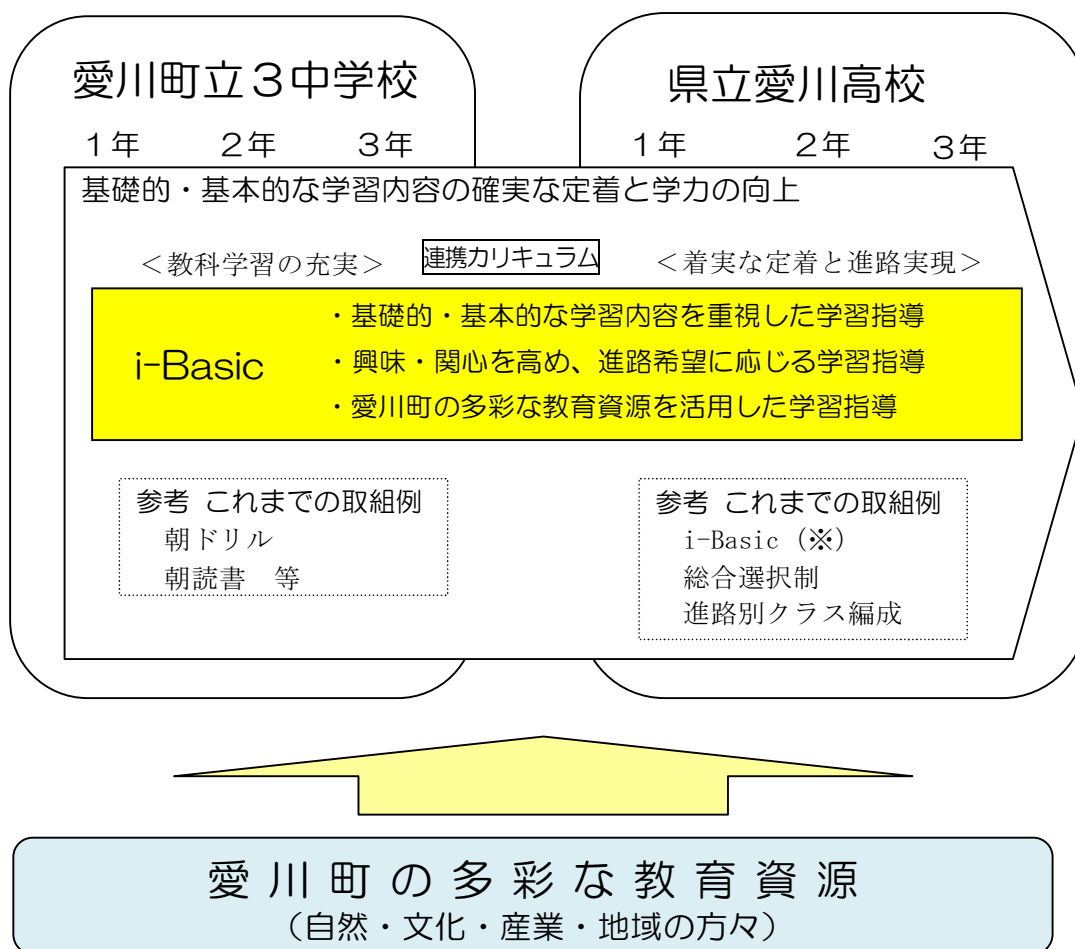 愛川町立３中学校
県立愛川高校
１年　２年　３年
１年　２年　３年
基礎的・基本的な学習内容の確実な定着と学力の向上
＜教科学習の充実＞
連携カリキュラム
＜着実な定着と進路実現＞
i-Basic
・基礎的・基本的な学習内容を重視した学習指導
・興味・関心を高め、進路希望に応じる学習指導
・愛川町の多彩な教育資源を活用した学習指導
参考 これまでの取組例
朝ドリル
朝読書　等
参考 これまでの取組例
i-Basic（※）
総合選択制
進路別クラス編成
愛川町の多彩な教育資源
（自然・文化・産業・地域の方々）